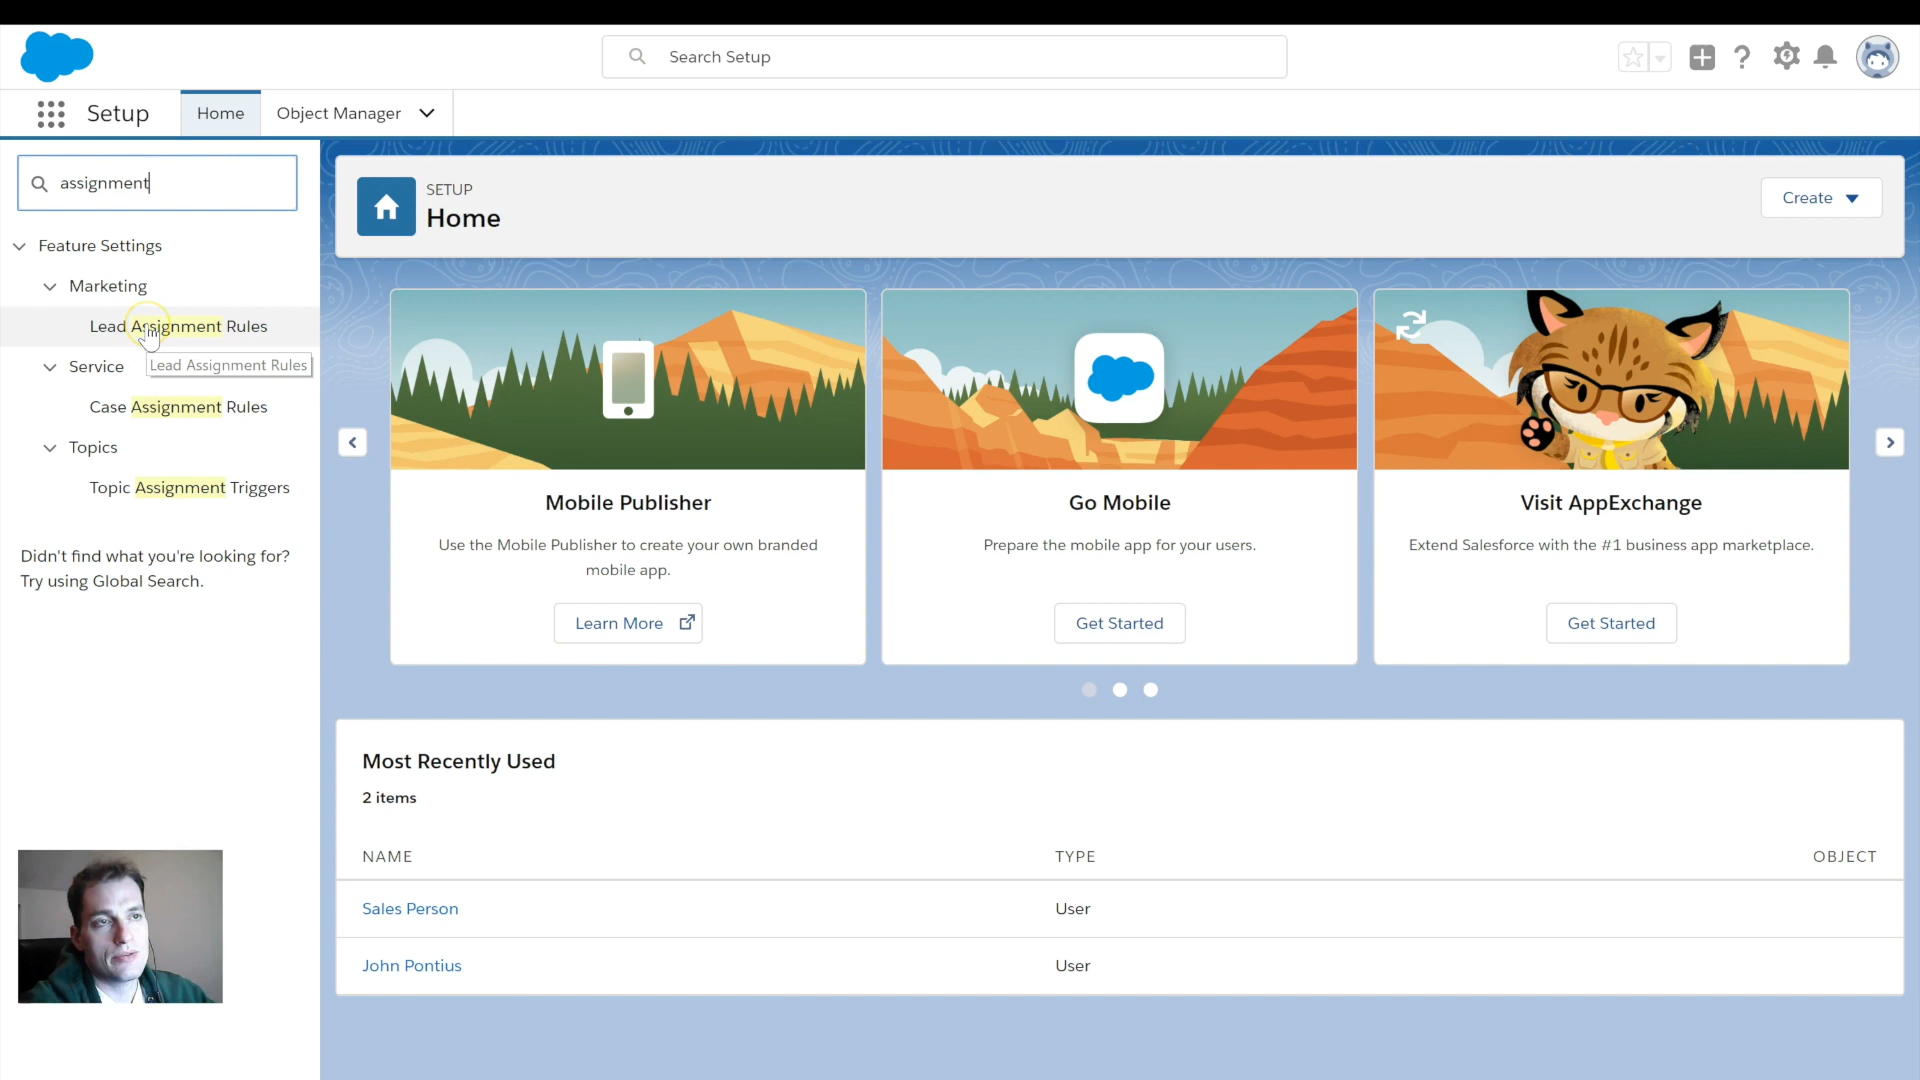 Search Setup
Setup
Home
Object Manager
assignment
Feature Settings
Marketing
Lead Assignment Rules
Service
Lead Assignment Rules
Case Assignment Rules
Topics
Topic Assignment Triggers
Didn't find what you're looking for?
Try using Global Search.
SETUP
Home
Create
Mobile Publisher
Use the Mobile Publisher to create your own branded
mobile app.
Learn More
Go Mobile
Prepare the mobile app for your users.
Get Started
Visit AppExchange
Extend Salesforce with the #1 business app marketplace.
Get Started
Most Recently Used
2 items
NAME
TYPE
OBJECT
Sales Person
User
John Pontius
User